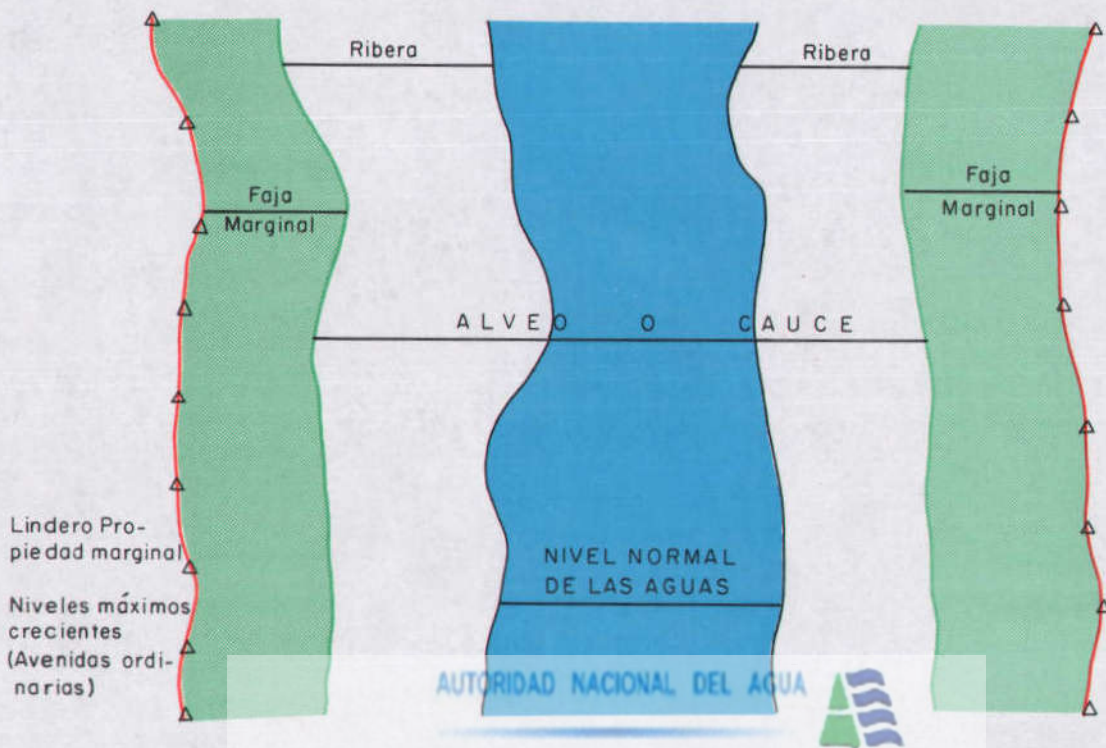 Ribera
Ribera
Faja
Marginal
Faja
Marginal
ALVEO O CAUCE
Lindero Pro-
piedad marginal
NIVEL NORMAL
DE LAS AGUAS
Niveles máximos
crecientes
(Avenidas ordi-
narias)
AUTORIDAD NACIONAL DEL AGUA